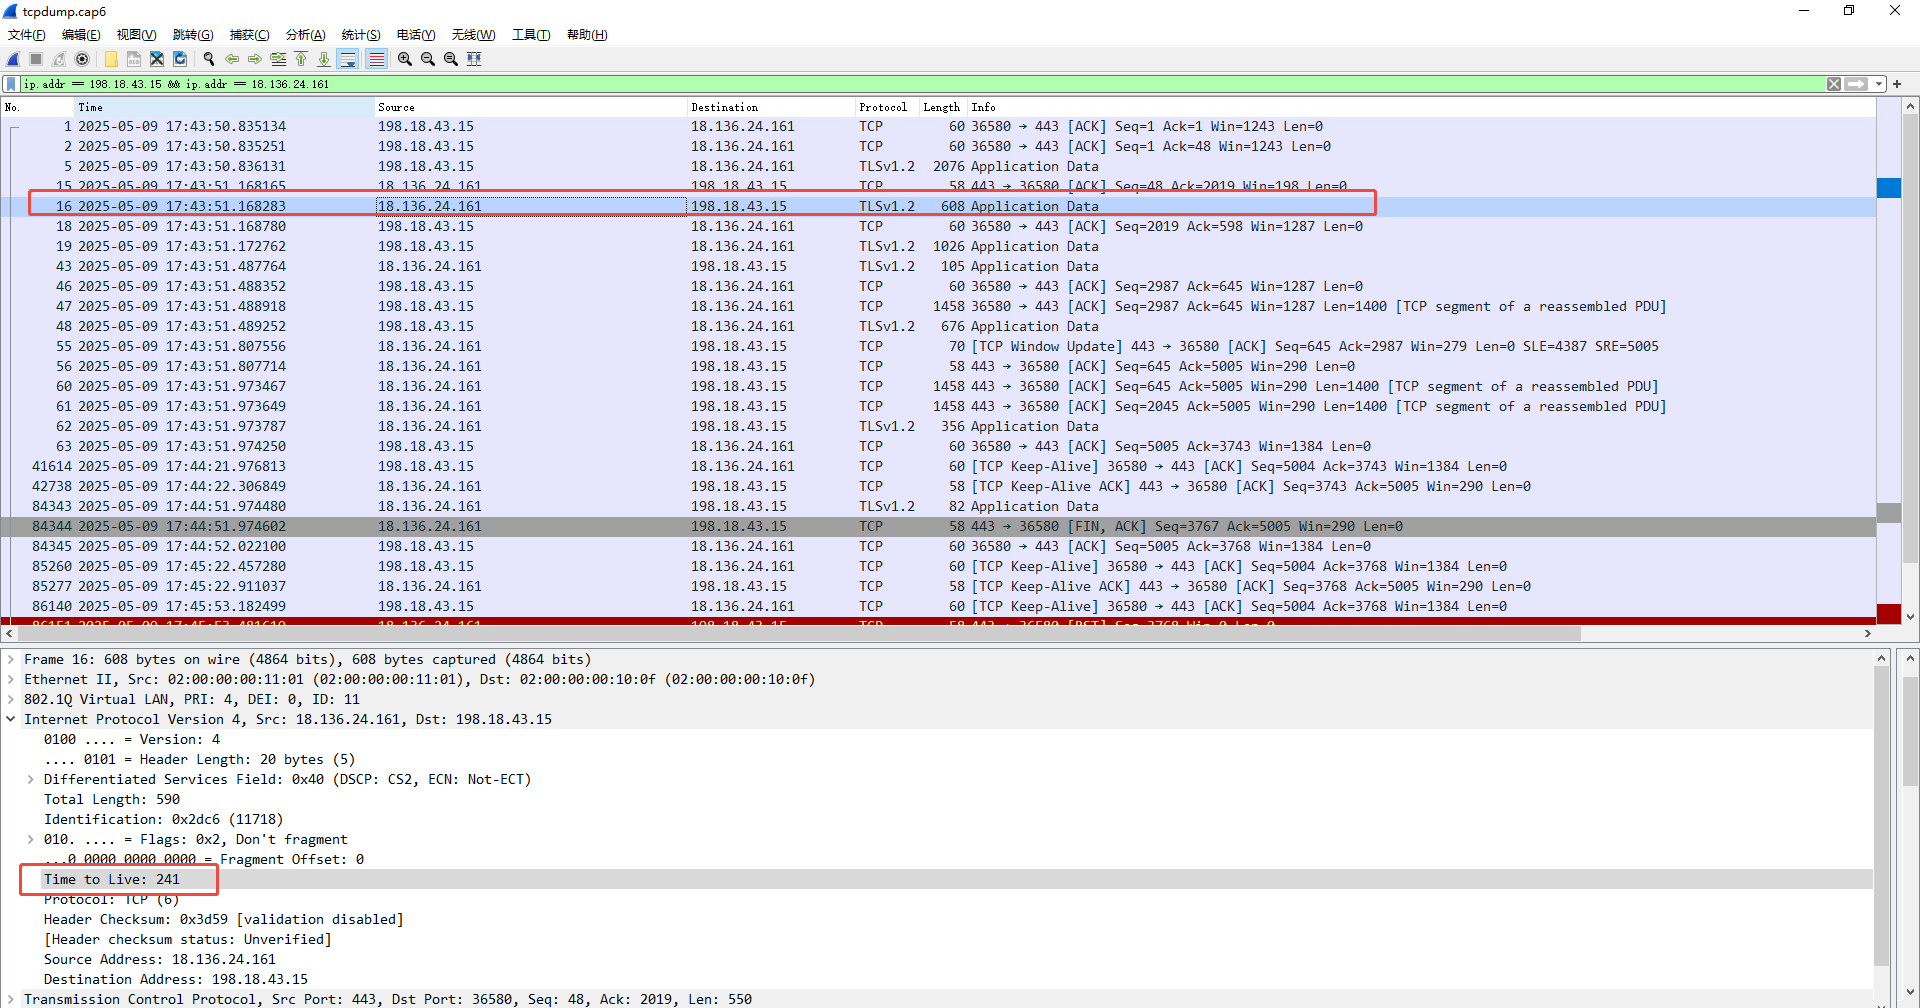 tcpdump.cap6
文件(F) 编辑(E) 视图(V) 跳转(G) 捕获(C) 分析(A) 统计(S) 电话(Y) 无线(W) 工具(T) 帮助(H)
ip.addr == 198.18.43.15 && ip.addr == 18.136.24.161
No. Time Source Destination Protocol Length Info
1 2025-05-09 17:43:50.835134 198.18.43.15 18.136.24.161 TCP 60 36580 → 443 [ACK] Seq=1 Ack=1 Win=1243 Len=0
2 2025-05-09 17:43:50.835251 198.18.43.15 18.136.24.161 TCP 60 36580 → 443 [ACK] Seq=1 Ack=48 Win=1243 Len=0
5 2025-05-09 17:43:50.836131 198.18.43.15 18.136.24.161 TLSv1.2 2076 Application Data
15 2025-05-09 17:43:51.168165 18.136.24.161 198.18.43.15 TCP 58 443 → 36580 [ACK] Seq=48 Ack=2019 Win=198 Len=0
16 2025-05-09 17:43:51.168283 18.136.24.161 198.18.43.15 TLSv1.2 608 Application Data
18 2025-05-09 17:43:51.168780 198.18.43.15 18.136.24.161 TCP 60 36580 → 443 [ACK] Seq=2019 Ack=598 Win=1287 Len=0
19 2025-05-09 17:43:51.172762 198.18.43.15 18.136.24.161 TLSv1.2 1026 Application Data
43 2025-05-09 17:43:51.487764 18.136.24.161 198.18.43.15 TLSv1.2 105 Application Data
46 2025-05-09 17:43:51.488352 198.18.43.15 18.136.24.161 TCP 60 36580 → 443 [ACK] Seq=2987 Ack=645 Win=1287 Len=0
47 2025-05-09 17:43:51.488918 198.18.43.15 18.136.24.161 TCP 1458 36580 → 443 [ACK] Seq=2987 Ack=645 Win=1287 Len=1400 [TCP segment of a reassembled PDU]
48 2025-05-09 17:43:51.489252 198.18.43.15 18.136.24.161 TLSv1.2 676 Application Data
55 2025-05-09 17:43:51.807556 18.136.24.161 198.18.43.15 TCP 70 [TCP Window Update] 443 → 36580 [ACK] Seq=645 Ack=2987 Win=279 Len=0 SLE=4387 SRE=5005
56 2025-05-09 17:43:51.807714 18.136.24.161 198.18.43.15 TCP 58 443 → 36580 [ACK] Seq=645 Ack=5005 Win=290 Len=0
60 2025-05-09 17:43:51.973467 18.136.24.161 198.18.43.15 TCP 1458 443 → 36580 [ACK] Seq=645 Ack=5005 Win=290 Len=1400 [TCP segment of a reassembled PDU]
61 2025-05-09 17:43:51.973649 18.136.24.161 198.18.43.15 TCP 1458 443 → 36580 [ACK] Seq=2045 Ack=5005 Win=290 Len=1400 [TCP segment of a reassembled PDU]
62 2025-05-09 17:43:51.973787 18.136.24.161 198.18.43.15 TLSv1.2 356 Application Data
63 2025-05-09 17:43:51.974250 198.18.43.15 18.136.24.161 TCP 60 36580 → 443 [ACK] Seq=5005 Ack=3743 Win=1384 Len=0
41614 2025-05-09 17:44:21.976813 198.18.43.15 18.136.24.161 TCP 60 [TCP Keep-Alive] 36580 → 443 [ACK] Seq=5004 Ack=3743 Win=1384 Len=0
42738 2025-05-09 17:44:22.306849 18.136.24.161 198.18.43.15 TCP 58 [TCP Keep-Alive ACK] 443 → 36580 [ACK] Seq=3743 Ack=5005 Win=290 Len=0
84343 2025-05-09 17:44:51.974480 18.136.24.161 198.18.43.15 TLSv1.2 82 Application Data
84344 2025-05-09 17:44:51.974602 18.136.24.161 198.18.43.15 TCP 58 443 → 36580 [FIN, ACK] Seq=3767 Ack=5005 Win=290 Len=0
84345 2025-05-09 17:44:52.022100 198.18.43.15 18.136.24.161 TCP 60 36580 → 443 [ACK] Seq=5005 Ack=3768 Win=1384 Len=0
85260 2025-05-09 17:45:22.457280 198.18.43.15 18.136.24.161 TCP 60 [TCP Keep-Alive] 36580 → 443 [ACK] Seq=5004 Ack=3768 Win=1384 Len=0
85277 2025-05-09 17:45:22.911037 18.136.24.161 198.18.43.15 TCP 58 [TCP Keep-Alive ACK] 443 → 36580 [ACK] Seq=3768 Ack=5005 Win=290 Len=0
86140 2025-05-09 17:45:53.182499 198.18.43.15 18.136.24.161 TCP 60 [TCP Keep-Alive] 36580 → 443 [ACK] Seq=5004 Ack=3768 Win=1384 Len=0
Frame 16: 608 bytes on wire (4864 bits), 608 bytes captured (4864 bits)
Ethernet II, Src: 02:00:00:00:11:01 (02:00:00:00:11:01), Dst: 02:00:00:00:10:0f (02:00:00:00:10:0f)
802.1Q Virtual LAN, PRI: 4, DEI: 0, ID: 11
Internet Protocol Version 4, Src: 18.136.24.161, Dst: 198.18.43.15
0100 .... = Version: 4
.... 0101 = Header Length: 20 bytes (5)
Differentiated Services Field: 0x40 (DSCP: CS2, ECN: Not-ECT)
Total Length: 590
Identification: 0x2dc6 (11718)
010. .... = Flags: 0x2, Don't fragment
...0 0000 0000 0000 = Fragment Offset: 0
Time to Live: 241
Protocol: TCP (6)
Header Checksum: 0x3d59 [validation disabled]
[Header checksum status: Unverified]
Source Address: 18.136.24.161
Destination Address: 198.18.43.15
Transmission Control Protocol, Src Port: 443, Dst Port: 36580, Seq: 48, Ack: 2019, Len: 550